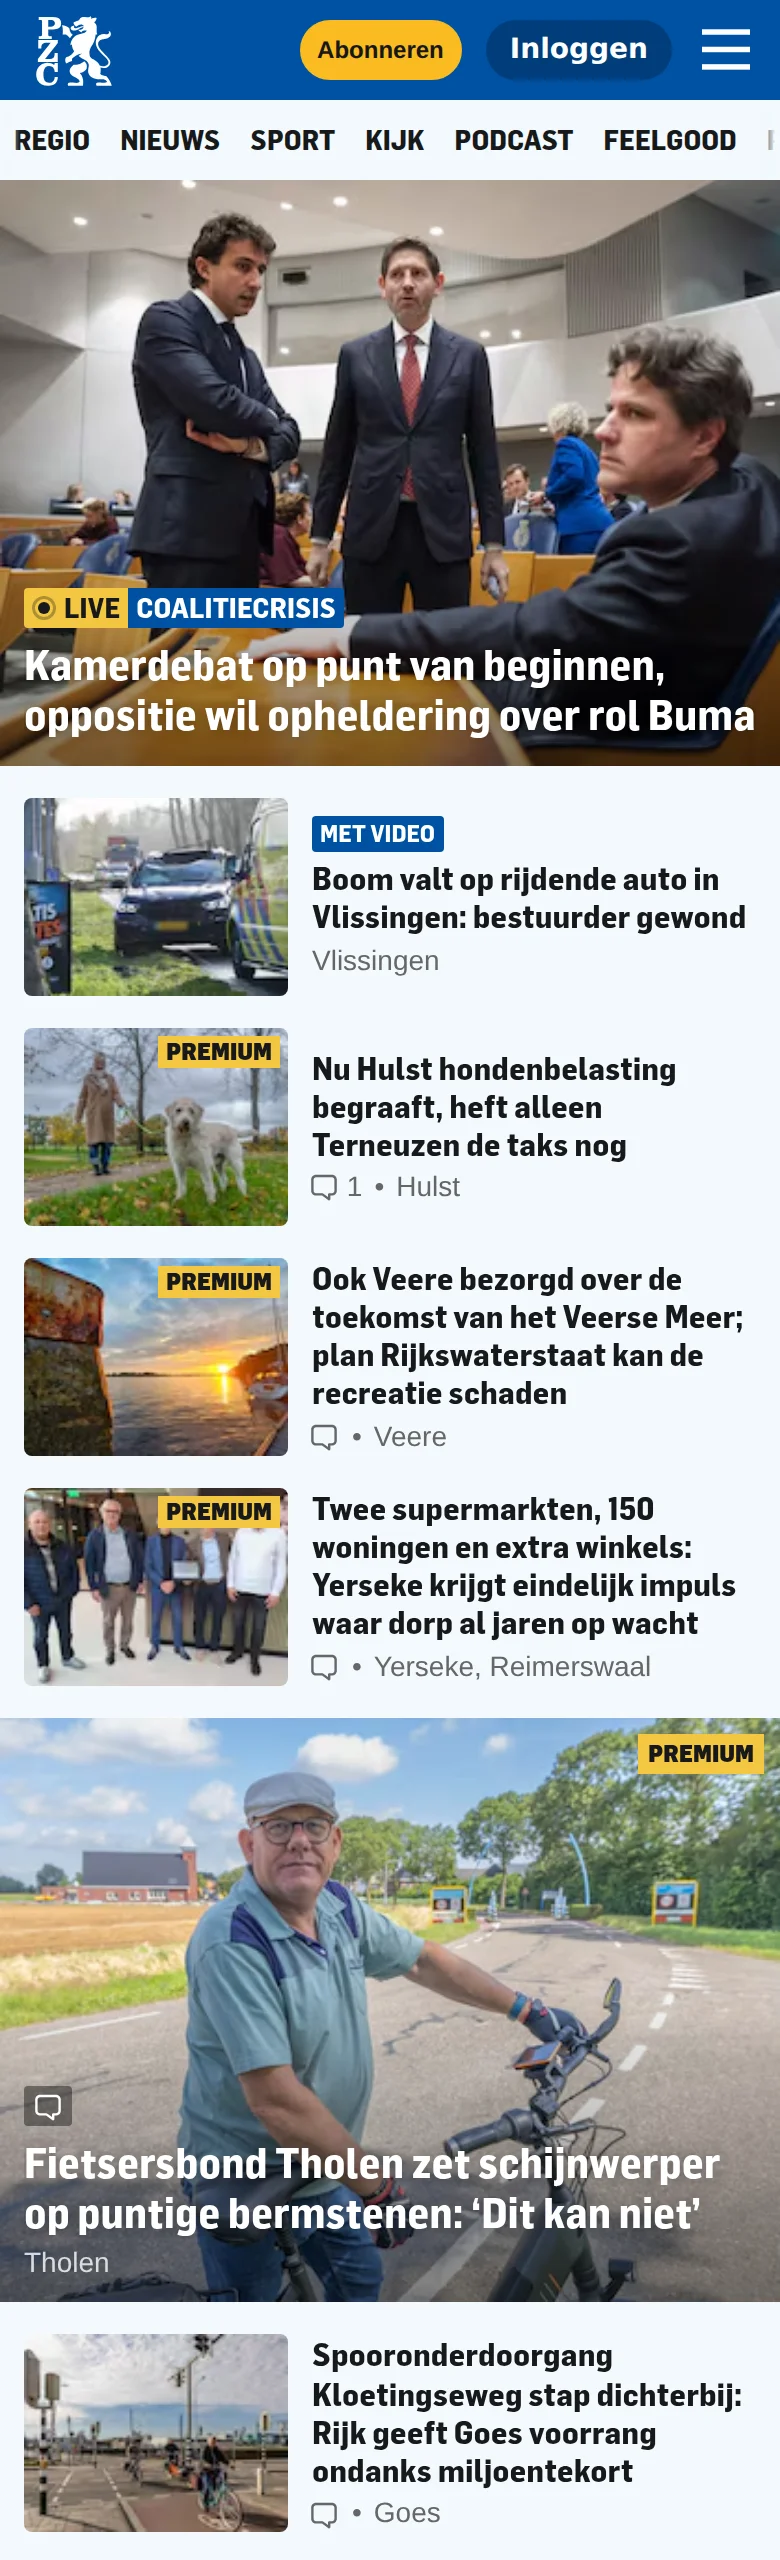 PZC
Abonneren
Inloggen
REGIO NIEUWS SPORT KIJK PODCAST FEELGOOD
LIVE COALITIECRISIS
Kamerdebat op punt van beginnen,
oppositie wil opheldering over rol Buma
MET VIDEO
Boom valt op rijdende auto in
Vlissingen: bestuurder gewond
Vlissingen
PREMIUM
Nu Hulst hondenbelasting
begraaft, heft alleen
Terneuzen de taks nog
1 • Hulst
PREMIUM
Ook Veere bezorgd over de
toekomst van het Veerse Meer;
plan Rijkswaterstaat kan de
recreatie schaden
• Veere
PREMIUM
Twee supermarkten, 150
woningen en extra winkels:
Yerseke krijgt eindelijk impuls
waar dorp al jaren op wacht
• Yerseke, Reimerswaal
PREMIUM
Fietsersbond Tholen zet schijnwerper
op puntige bermstenen: ‘Dit kan niet’
Tholen
Spooronderdoorgang
Kloetingseweg stap dichterbij:
Rijk geeft Goes voorrang
ondanks miljoentekort
• Goes